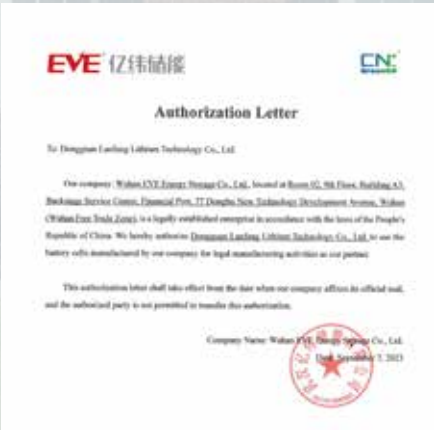 EVE 亿纬储能
CN
Authorization Letter
To: Dongguan Lanfang Lithium Technology Co., Ltd.
Our company: Wuhan EVE Energy Storage Co., Ltd., located at Room 02, 9th Floor, Building A3,
Backstage Service Center, Financial Port, 77 Donghu New Technology Development Avenue, Wuhan
(Wuhan Free Trade Zone), is a legally established enterprise in accordance with the laws of the People's
Republic of China. We hereby authorize Dongguan Lanfang Lithium Technology Co., Ltd. to use the
battery cells manufactured by our company for legal manufacturing activities as our partner.
This authorization letter shall take effect from the date when our company affixes its official seal,
and the authorized party is not permitted to transfer this authorization.
Company Name: Wuhan EVE Energy Storage Co., Ltd.
Date: September 7, 2023